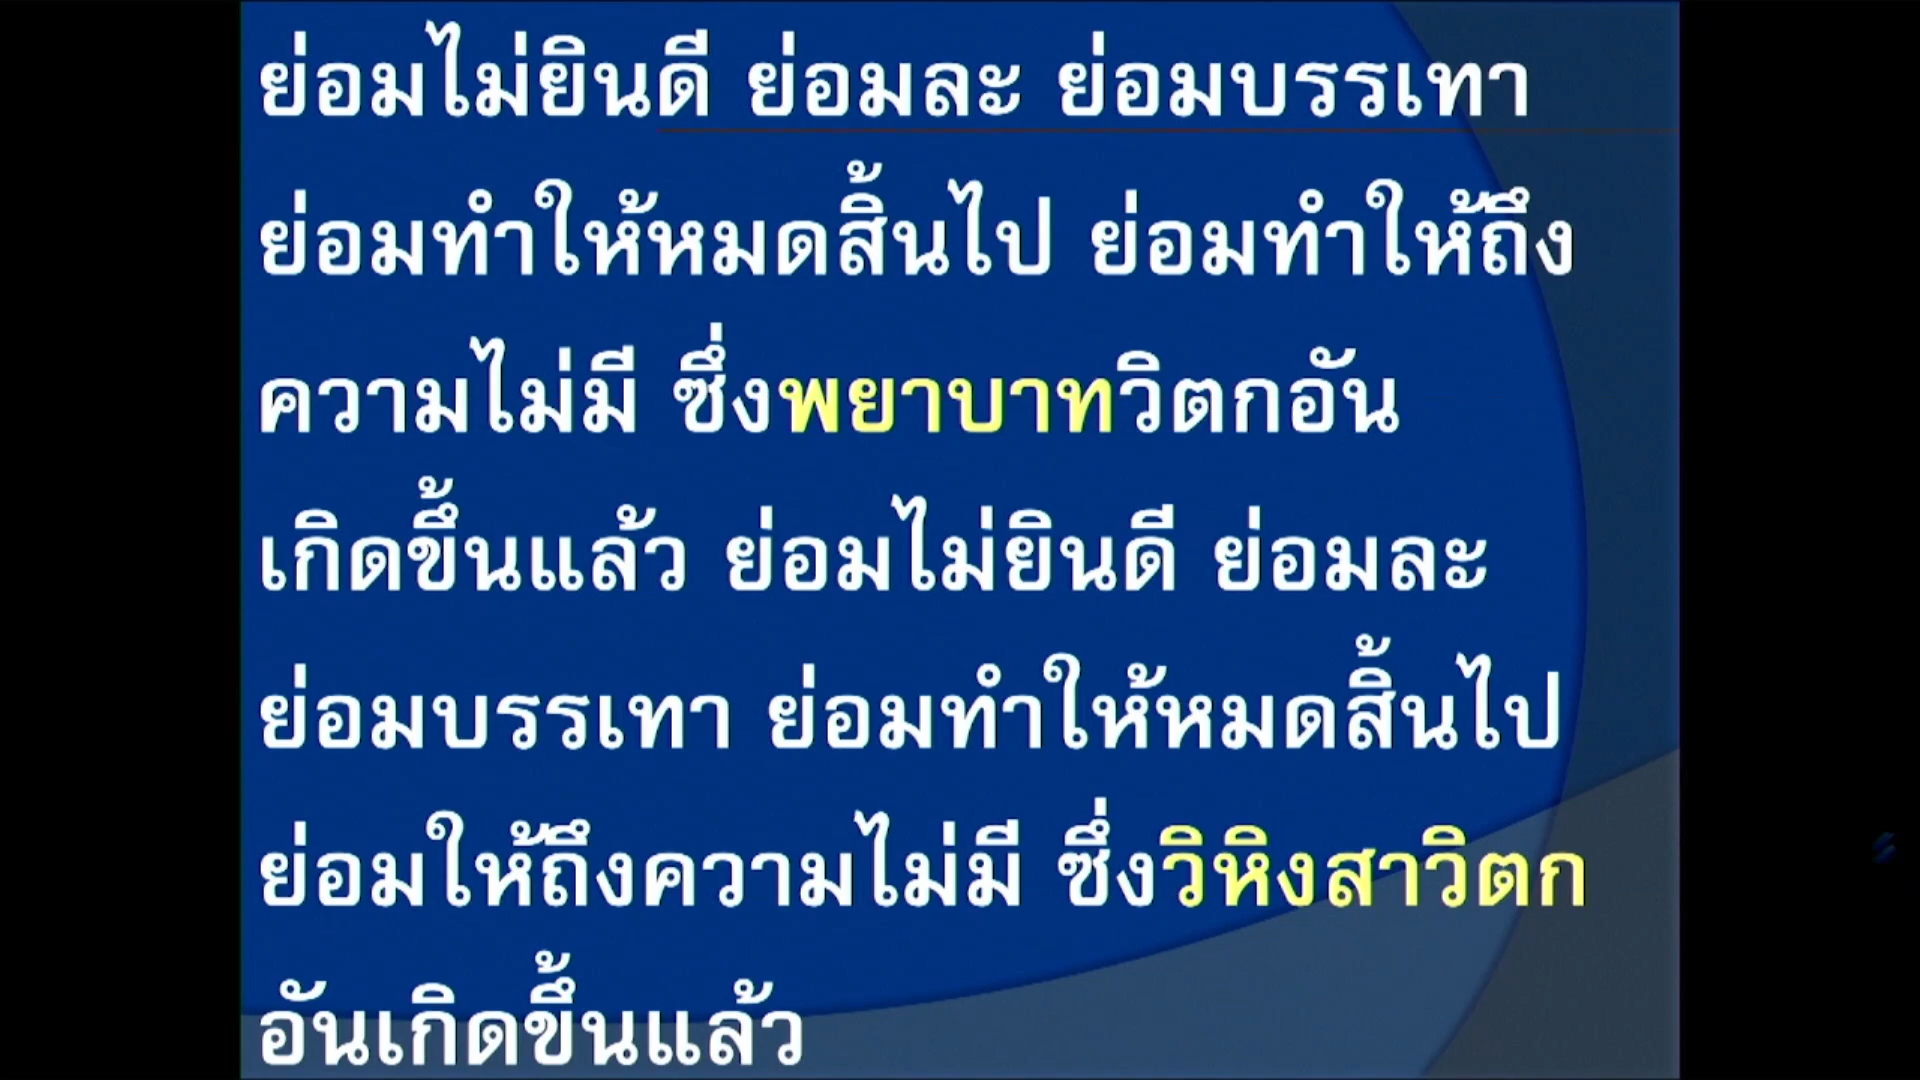 ย่อมไม่ยินดี ย่อมละ ย่อมบรรเทา
ย่อมทำให้หมดสิ้นไป ย่อมทำให้ถึง
ความไม่มี ซึ่งพยาบาทวิตกอัน
เกิดขึ้นแล้ว ย่อมไม่ยินดี ย่อมละ
ย่อมบรรเทา ย่อมทำให้หมดสิ้นไป
ย่อมให้ถึงความไม่มี ซึ่งวิหิงสาวิตก
อันเกิดขึ้นแล้ว